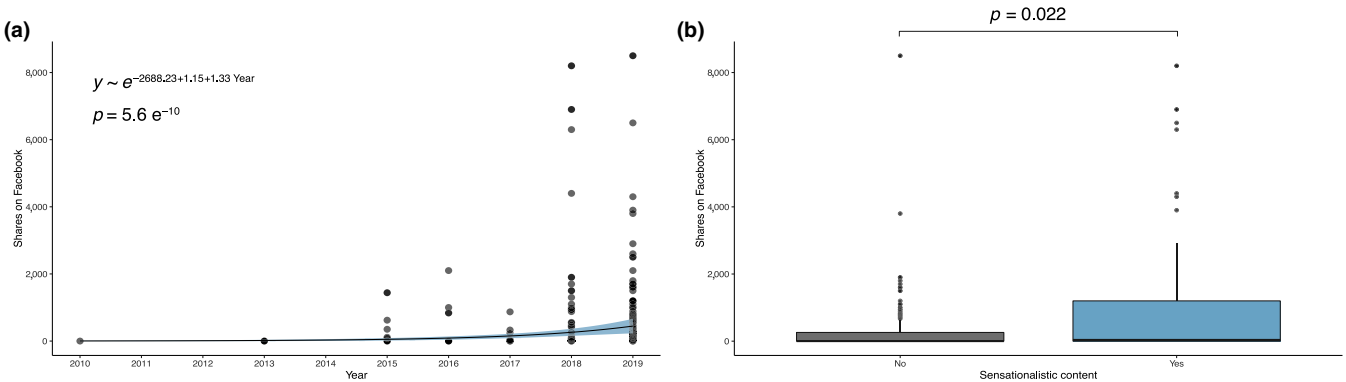 (a)
y ~ e^−2688.23+1.15+1.33 Year
p = 5.6 e^−10
8,000
6,000
4,000
2,000
0
Shares on Facebook
2010 2011 2012 2013 2014 2015 2016 2017 2018 2019
Year
(b)
p = 0.022
8,000
6,000
4,000
2,000
0
Shares on Facebook
No Yes
Sensationalistic content